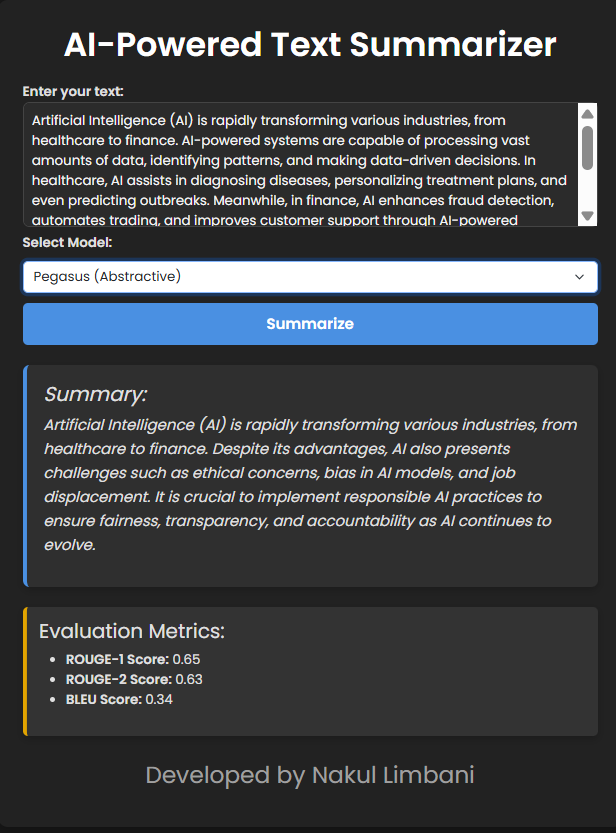 AI-Powered Text Summarizer
Enter your text:
Artificial Intelligence (AI) is rapidly transforming various industries, from
healthcare to finance. AI-powered systems are capable of processing vast
amounts of data, identifying patterns, and making data-driven decisions. In
healthcare, AI assists in diagnosing diseases, personalizing treatment plans, and
even predicting outbreaks. Meanwhile, in finance, AI enhances fraud detection,
automates trading, and improves customer support through AI-powered
Select Model:
Pegasus (Abstractive)
Summarize
Summary:
Artificial Intelligence (AI) is rapidly transforming various industries, from
healthcare to finance. Despite its advantages, AI also presents
challenges such as ethical concerns, bias in AI models, and job
displacement. It is crucial to implement responsible AI practices to
ensure fairness, transparency, and accountability as AI continues to
evolve.
Evaluation Metrics:
• ROUGE-1 Score: 0.65
• ROUGE-2 Score: 0.63
• BLEU Score: 0.34
Developed by Nakul Limbani